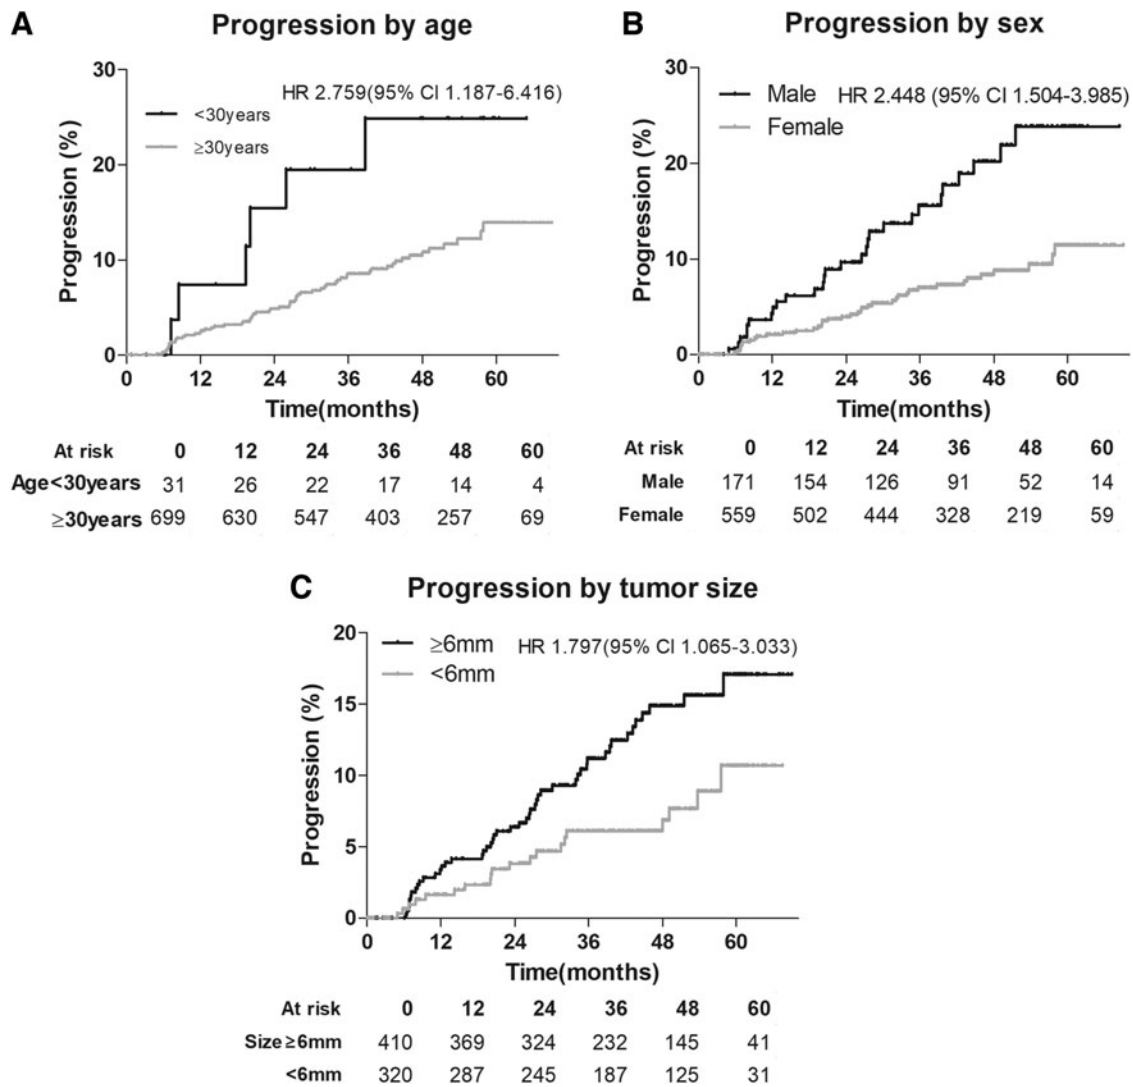 A
Progression by age
Progression (%)
30
20
10
0
HR 2.759(95% CI 1.187-6.416)
<30years
≥30years
0 12 24 36 48 60
Time(months)
At risk 0 12 24 36 48 60
Age<30years 31 26 22 17 14 4
≥30years 699 630 547 403 257 69
B
Progression by sex
Progression (%)
30
20
10
0
Male
HR 2.448 (95% CI 1.504-3.985)
Female
0 12 24 36 48 60
Time(months)
At risk 0 12 24 36 48 60
Male 171 154 126 91 52 14
Female 559 502 444 328 219 59
C
Progression by tumor size
Progression (%)
20
15
10
5
0
≥6mm
HR 1.797(95% CI 1.065-3.033)
<6mm
0 12 24 36 48 60
Time(months)
At risk 0 12 24 36 48 60
Size≥6mm 410 369 324 232 145 41
<6mm 320 287 245 187 125 31